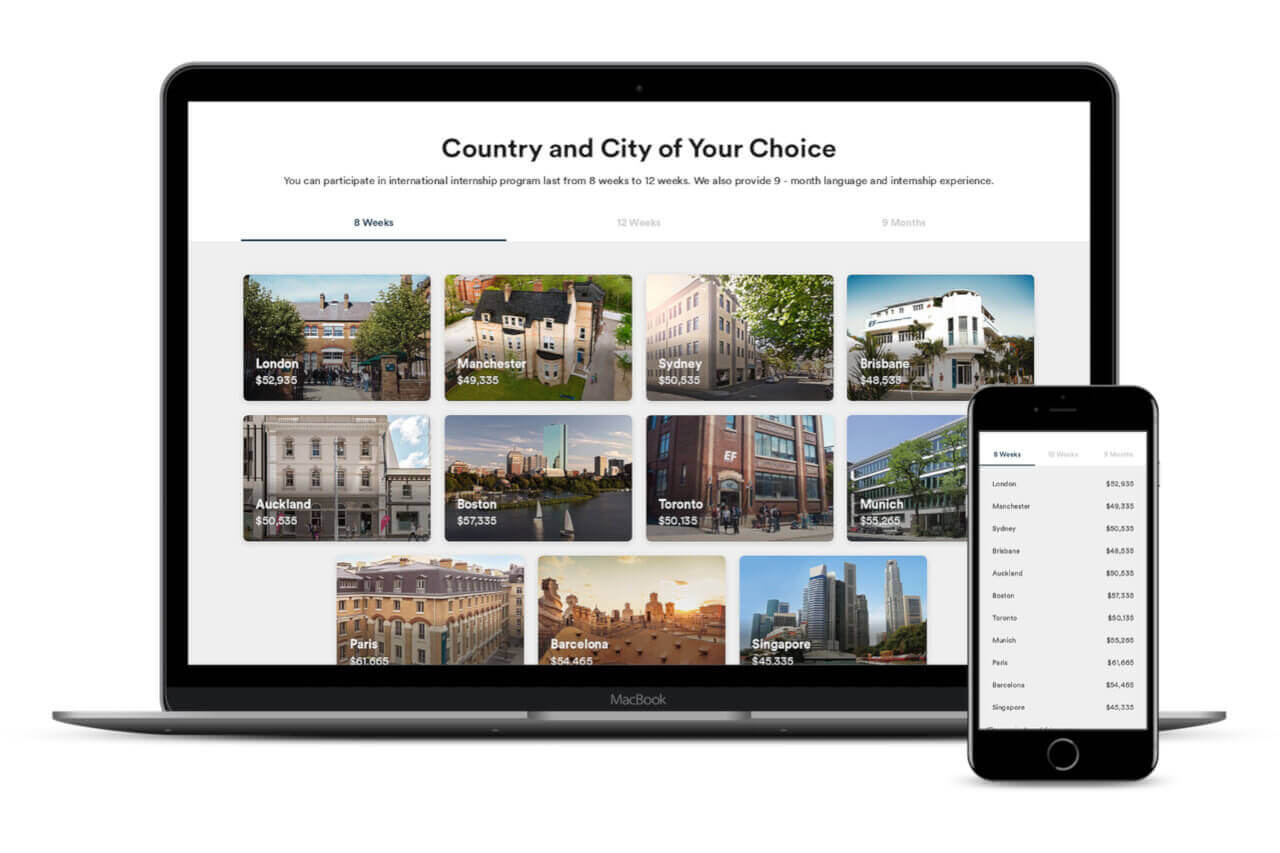 Country and City of Your Choice
You can participate in international internship program last from 8 weeks to 12 weeks. We also provide 9 - month language and internship experience.
8 Weeks
12 Weeks
9 Months
London
$52,935
Manchester
$49,335
Sydney
$50,535
EF
Brisbane
$48,535
Auckland
$50,535
Boston
$57,335
EF
Toronto
$50,135
Munich
$55,265
Paris
$61,665
Barcelona
$54,465
Singapore
$45,335
MacBook
8 Weeks
12 Weeks
9 Months
London $52,935
Manchester $49,335
Sydney $50,535
Brisbane $48,535
Auckland $50,535
Boston $57,335
Toronto $50,135
Munich $55,265
Paris $61,665
Barcelona $54,465
Singapore $45,335